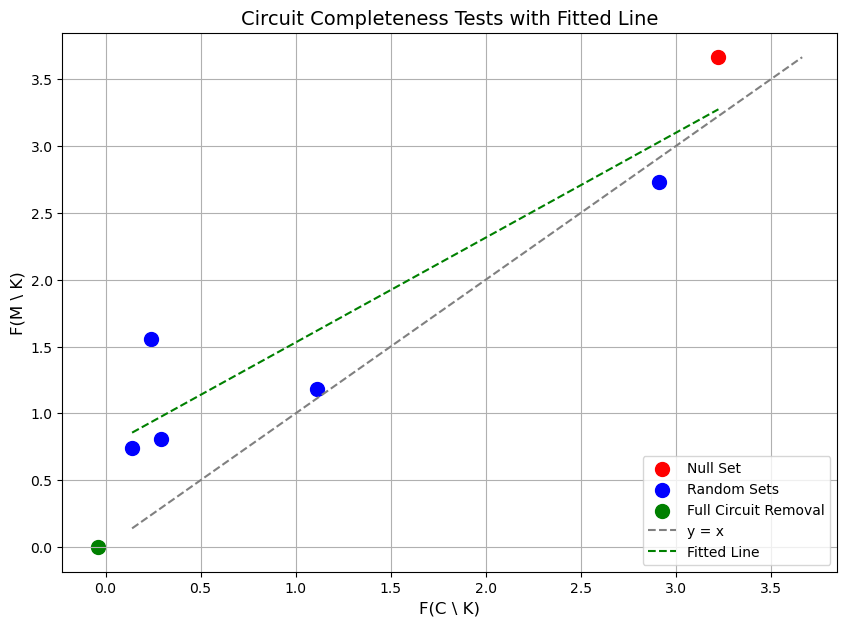 Circuit Completeness Tests with Fitted Line
F(M \ K)
3.5
3.0
2.5
2.0
1.5
1.0
0.5
0.0
0.0 0.5 1.0 1.5 2.0 2.5 3.0 3.5
F(C \ K)
Null Set
Random Sets
Full Circuit Removal
y = x
Fitted Line